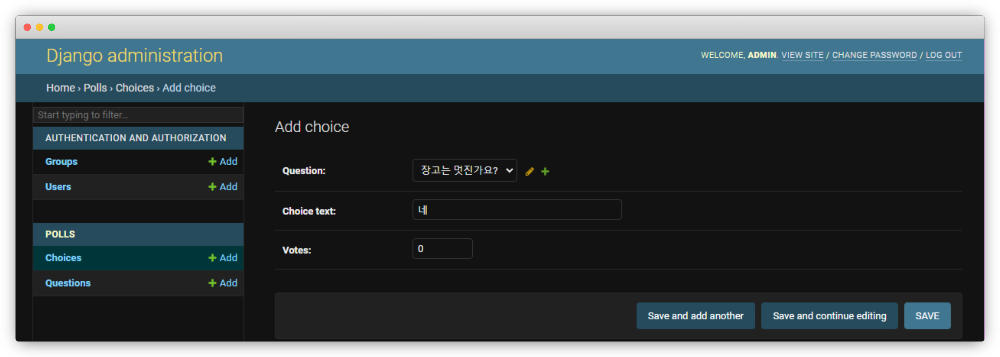 Django administration
WELCOME, ADMIN. VIEW SITE / CHANGE PASSWORD / LOG OUT
Home › Polls › Choices › Add choice
Start typing to filter...
AUTHENTICATION AND AUTHORIZATION
Groups + Add
Users + Add
POLLS
Choices + Add
Questions + Add
Add choice
Question: 장고는 멋진가요?
Choice text: 네
Votes: 0
Save and add another Save and continue editing SAVE